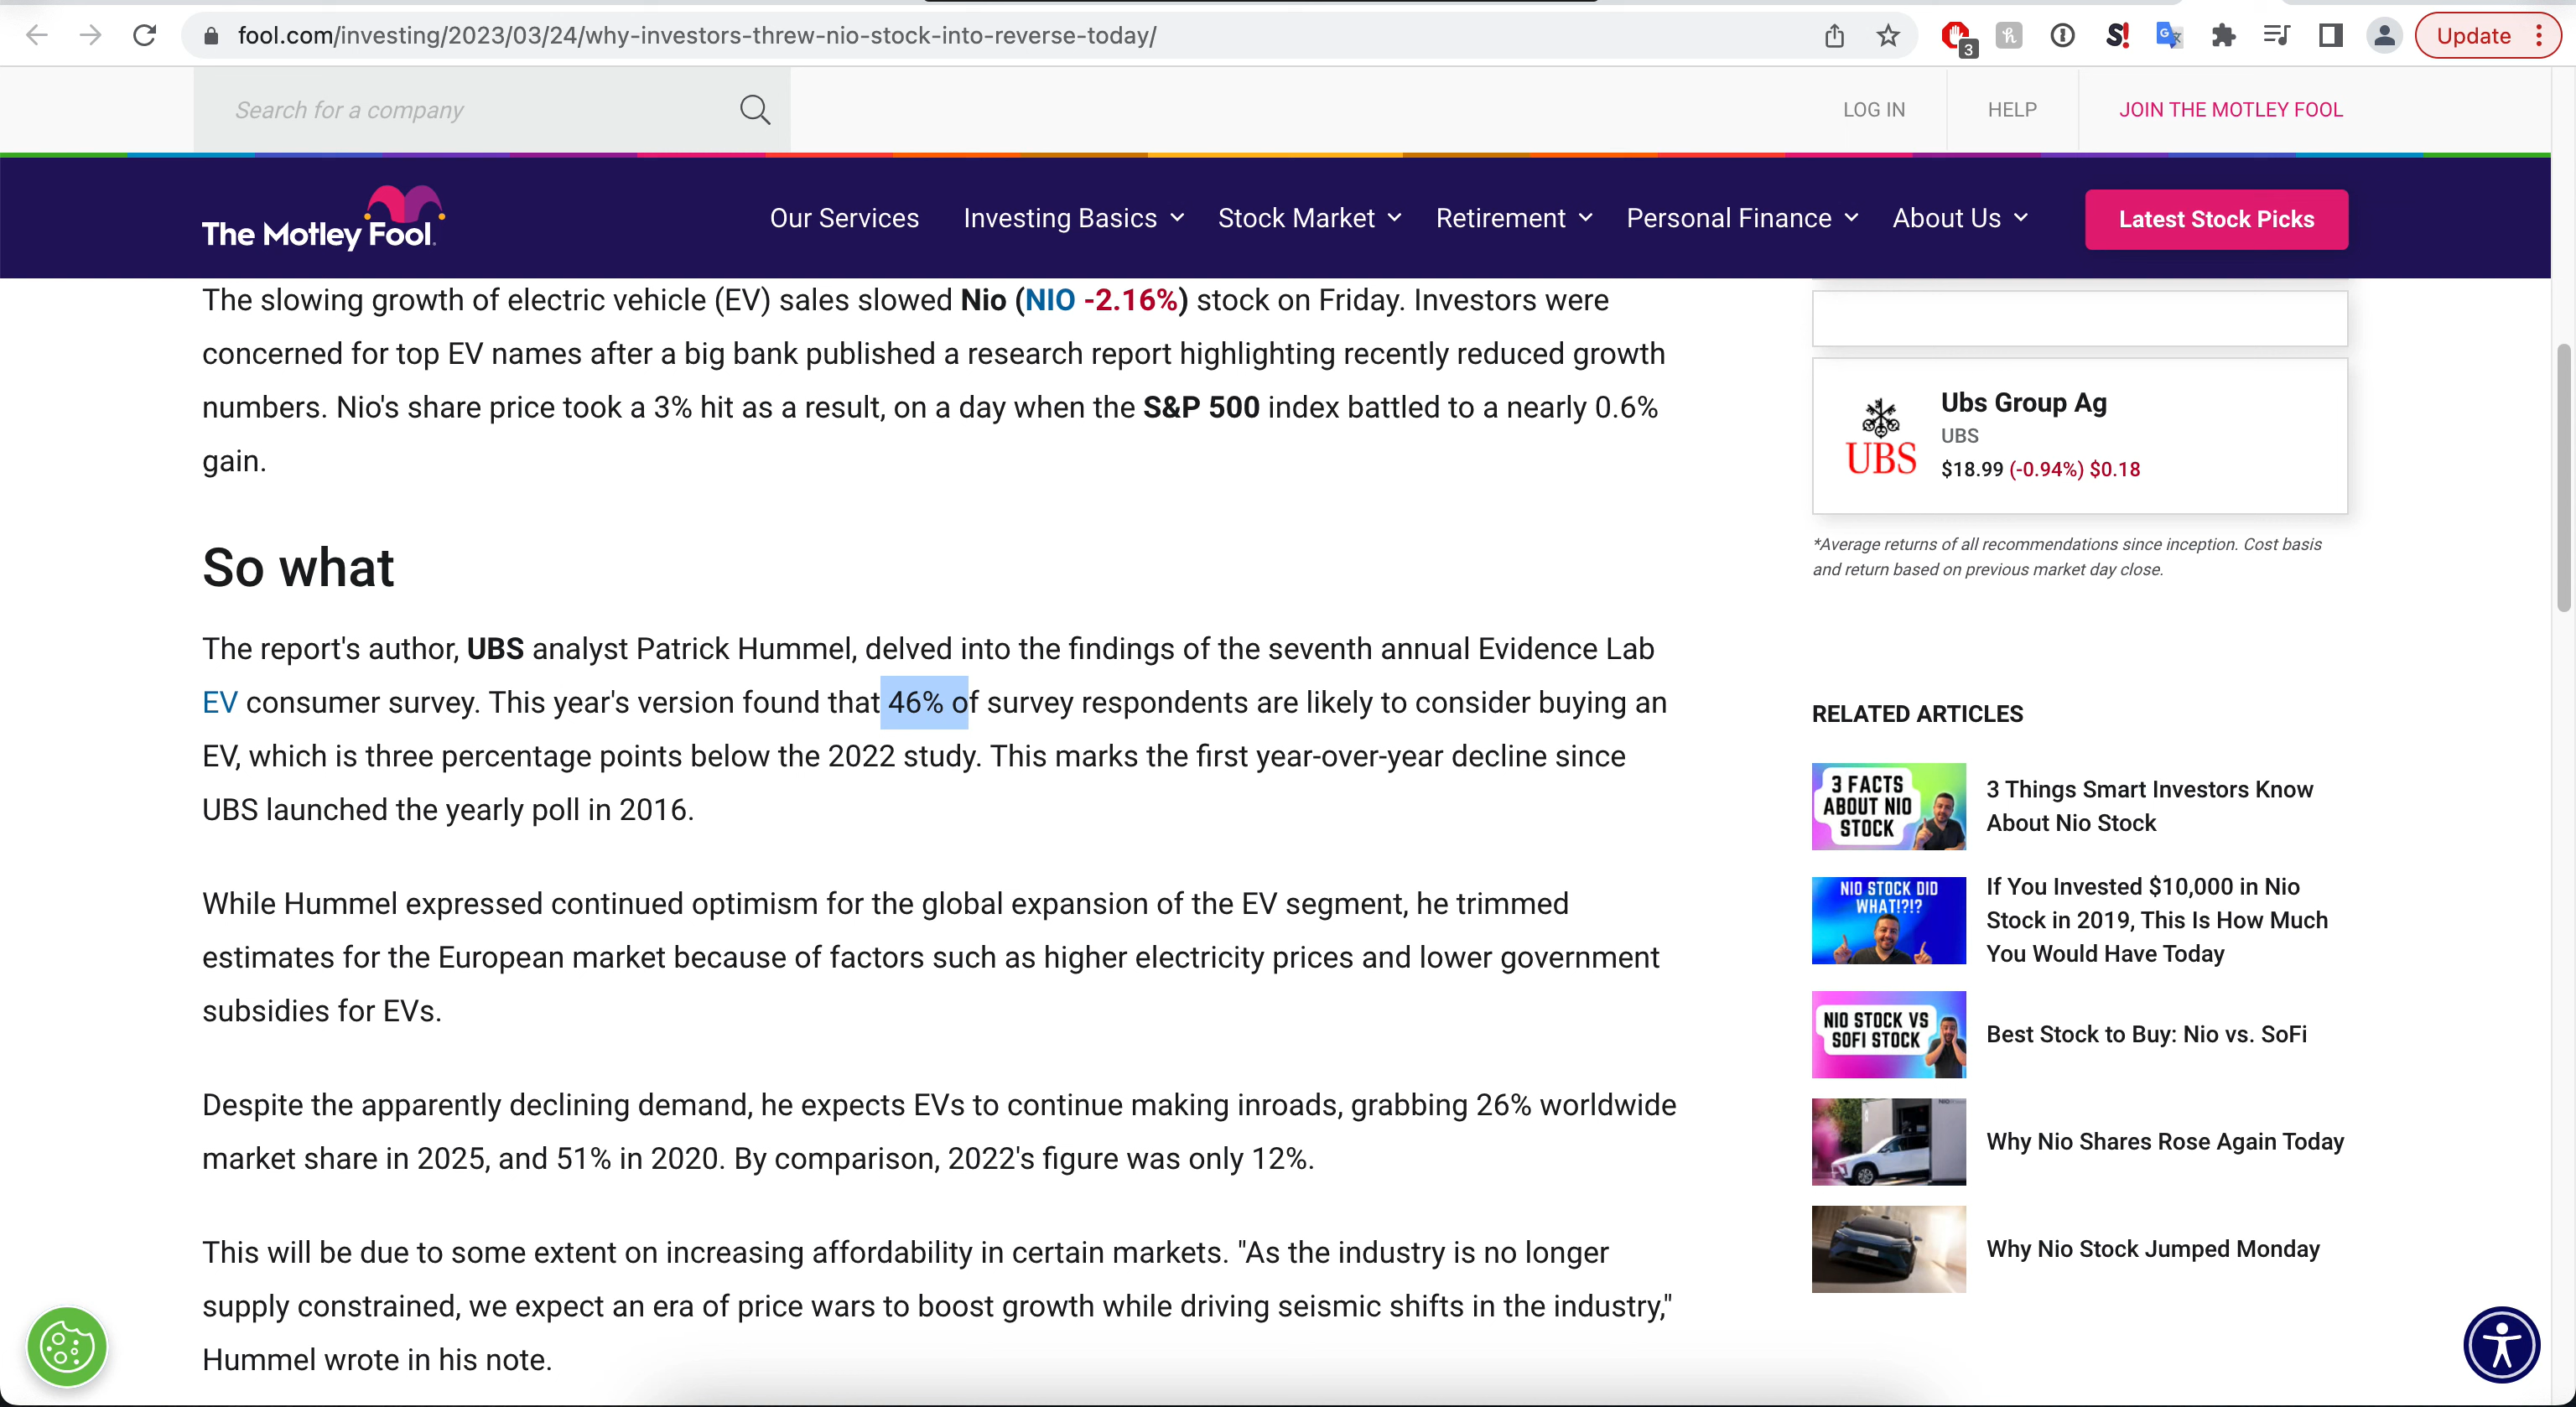 fool.com/investing/2023/03/24/why-investors-threw-nio-stock-into-reverse-today/
3
Update
Search for a company
LOG IN
HELP
JOIN THE MOTLEY FOOL
The Motley Fool.
Our Services
Investing Basics
Stock Market
Retirement
Personal Finance
About Us
Latest Stock Picks
The slowing growth of electric vehicle (EV) sales slowed Nio (NIO -2.16%) stock on Friday. Investors were
concerned for top EV names after a big bank published a research report highlighting recently reduced growth
numbers. Nio's share price took a 3% hit as a result, on a day when the S&P 500 index battled to a nearly 0.6%
gain.
So what
The report's author, UBS analyst Patrick Hummel, delved into the findings of the seventh annual Evidence Lab
EV consumer survey. This year's version found that 46% of survey respondents are likely to consider buying an
EV, which is three percentage points below the 2022 study. This marks the first year-over-year decline since
UBS launched the yearly poll in 2016.
While Hummel expressed continued optimism for the global expansion of the EV segment, he trimmed
estimates for the European market because of factors such as higher electricity prices and lower government
subsidies for EVs.
Despite the apparently declining demand, he expects EVs to continue making inroads, grabbing 26% worldwide
market share in 2025, and 51% in 2020. By comparison, 2022's figure was only 12%.
This will be due to some extent on increasing affordability in certain markets. "As the industry is no longer
supply constrained, we expect an era of price wars to boost growth while driving seismic shifts in the industry,"
Hummel wrote in his note.
UBS
Ubs Group Ag
UBS
$18.99 (-0.94%) $0.18
*Average returns of all recommendations since inception. Cost basis
and return based on previous market day close.
RELATED ARTICLES
3 FACTS
ABOUT NIO
STOCK
3 Things Smart Investors Know
About Nio Stock
NIO STOCK DID
WHAT!?!?
If You Invested $10,000 in Nio
Stock in 2019, This Is How Much
You Would Have Today
NIO STOCK VS
SOFI STOCK
Best Stock to Buy: Nio vs. SoFi
Why Nio Shares Rose Again Today
Why Nio Stock Jumped Monday